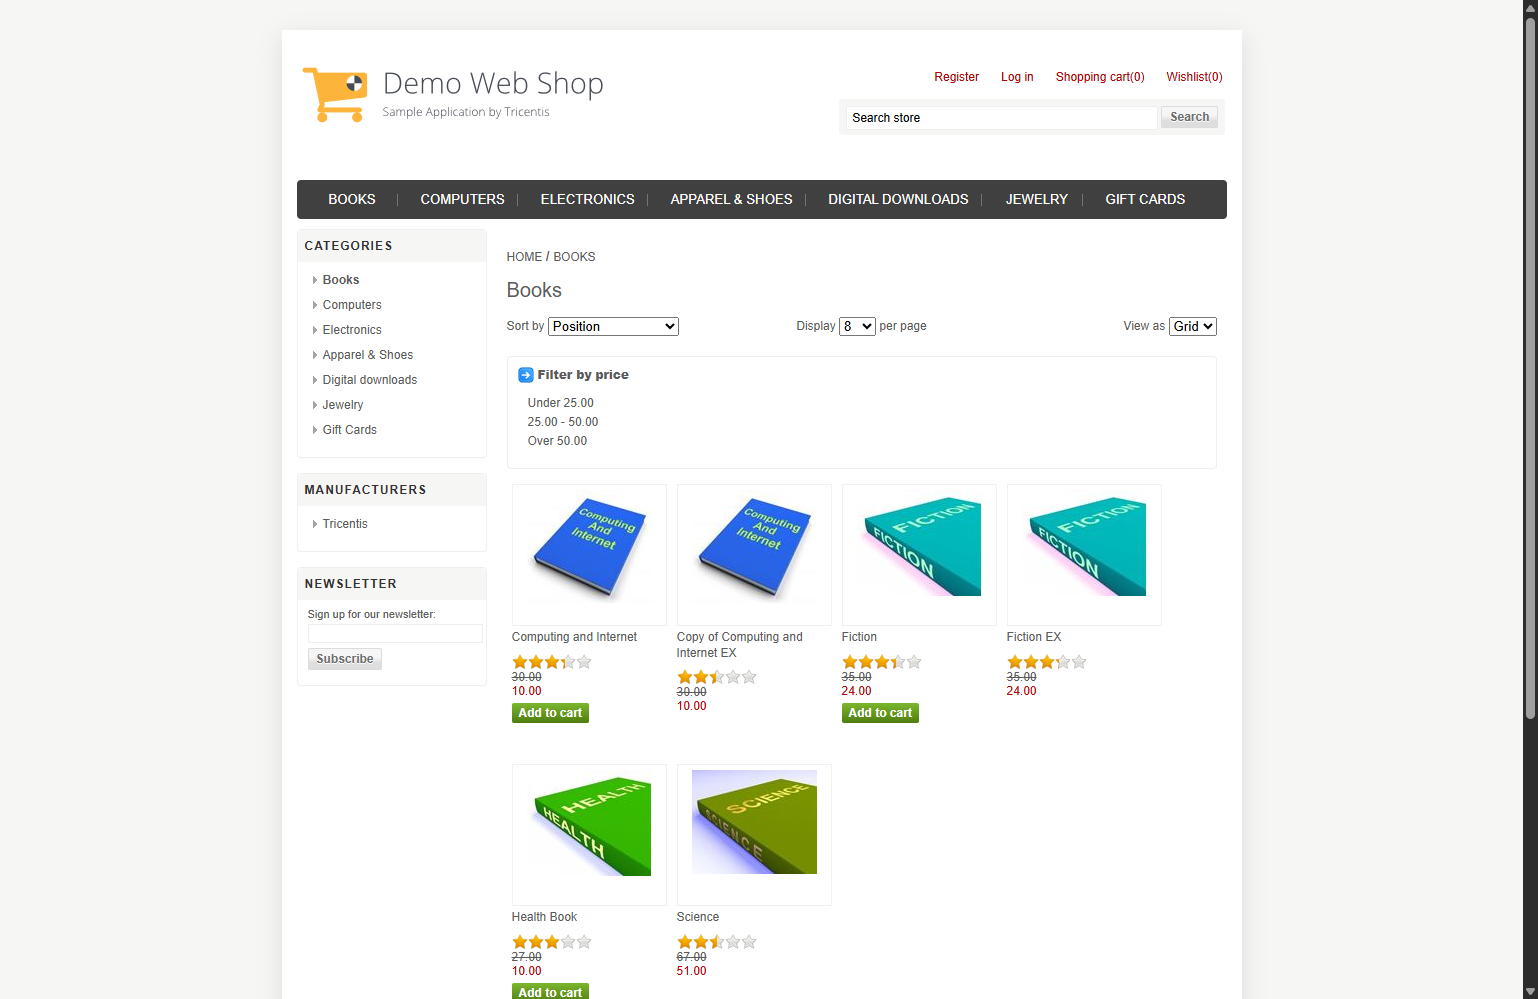 Demo Web Shop
Sample Application by Tricentis
Register Log in Shopping cart(0) Wishlist(0)
Search store Search
BOOKS COMPUTERS ELECTRONICS APPAREL & SHOES DIGITAL DOWNLOADS JEWELRY GIFT CARDS
CATEGORIES
Books
Computers
Electronics
Apparel & Shoes
Digital downloads
Jewelry
Gift Cards
MANUFACTURERS
Tricentis
NEWSLETTER
Sign up for our newsletter:
Subscribe
HOME / BOOKS
Books
Sort by Position Display 8 per page View as Grid
Filter by price
Under 25.00
25.00 - 50.00
Over 50.00
Computing
And
Internet
Computing and Internet
30.00
10.00
Add to cart
Computing
And
Internet
Copy of Computing and
Internet EX
30.00
10.00
FICTION
FICTION
Fiction
35.00
24.00
Add to cart
FICTION
FICTION
Fiction EX
35.00
24.00
HEALTH
HEALTH
Health Book
27.00
10.00
Add to cart
SCIENCE
SCIENCE
Science
67.00
51.00